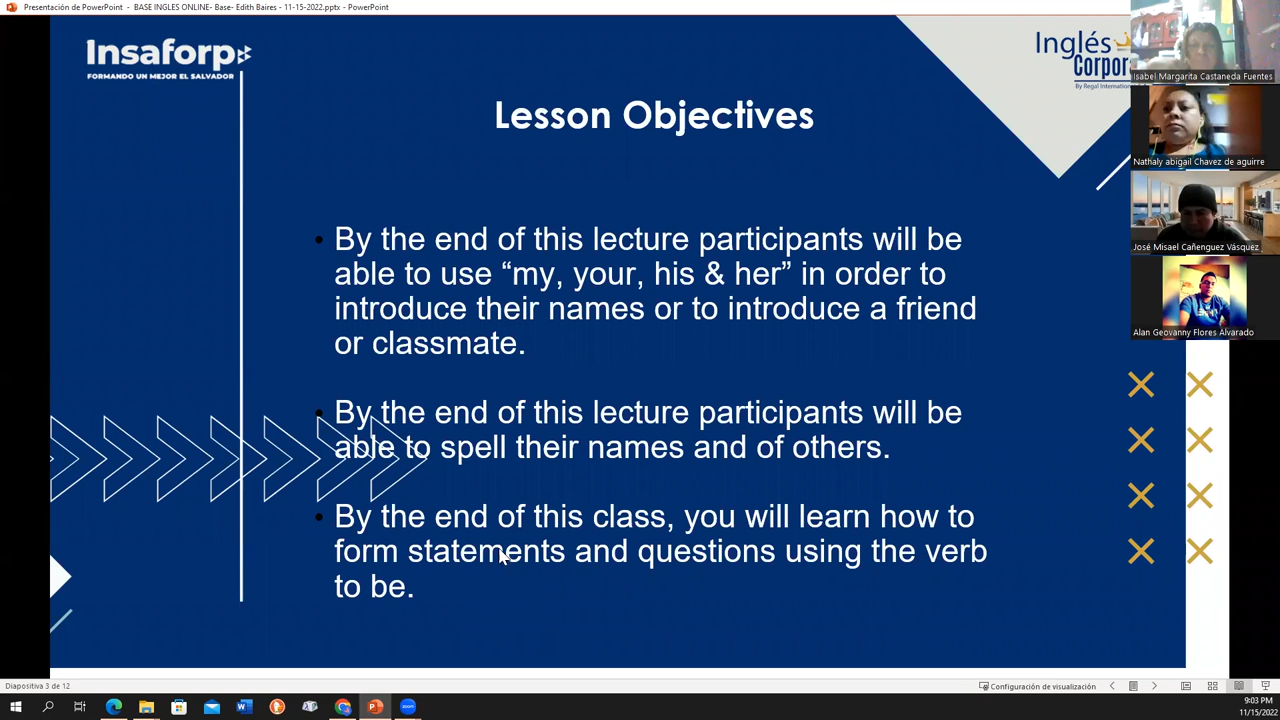 Presentación de PowerPoint - BASE INGLES ONLINE- Base- Edith Baires - 11-15-2022.pptx - PowerPoint
Insaforp
FORMANDO UN MEJOR EL SALVADOR
Inglés
Corpora
By Regal Internation
Lesson Objectives
By the end of this lecture participants will be
able to use “my, your, his & her” in order to
introduce their names or to introduce a friend
or classmate.
By the end of this lecture participants will be
able to spell their names and of others.
By the end of this class, you will learn how to
form statements and questions using the verb
to be.
Isabel Margarita Castaneda Fuentes
Nathaly abigail Chavez de aguirre
José Misael Cañenguez Vásquez
Alan Geovanny Flores Alvarado
Diapositiva 3 de 12
Configuración de visualización
zoom
9:03 PM
11/15/2022